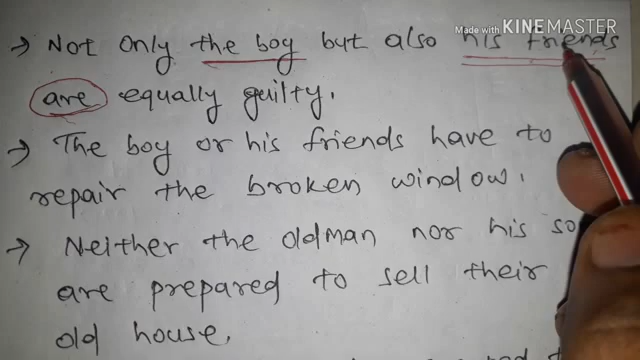 Made with KINEMASTER
→ Not only the boy but also his friends
are equally guilty.
→ The boy or his friends have to
repair the broken window.
→ Neither the oldman nor his so
are prepared to sell their
old house.